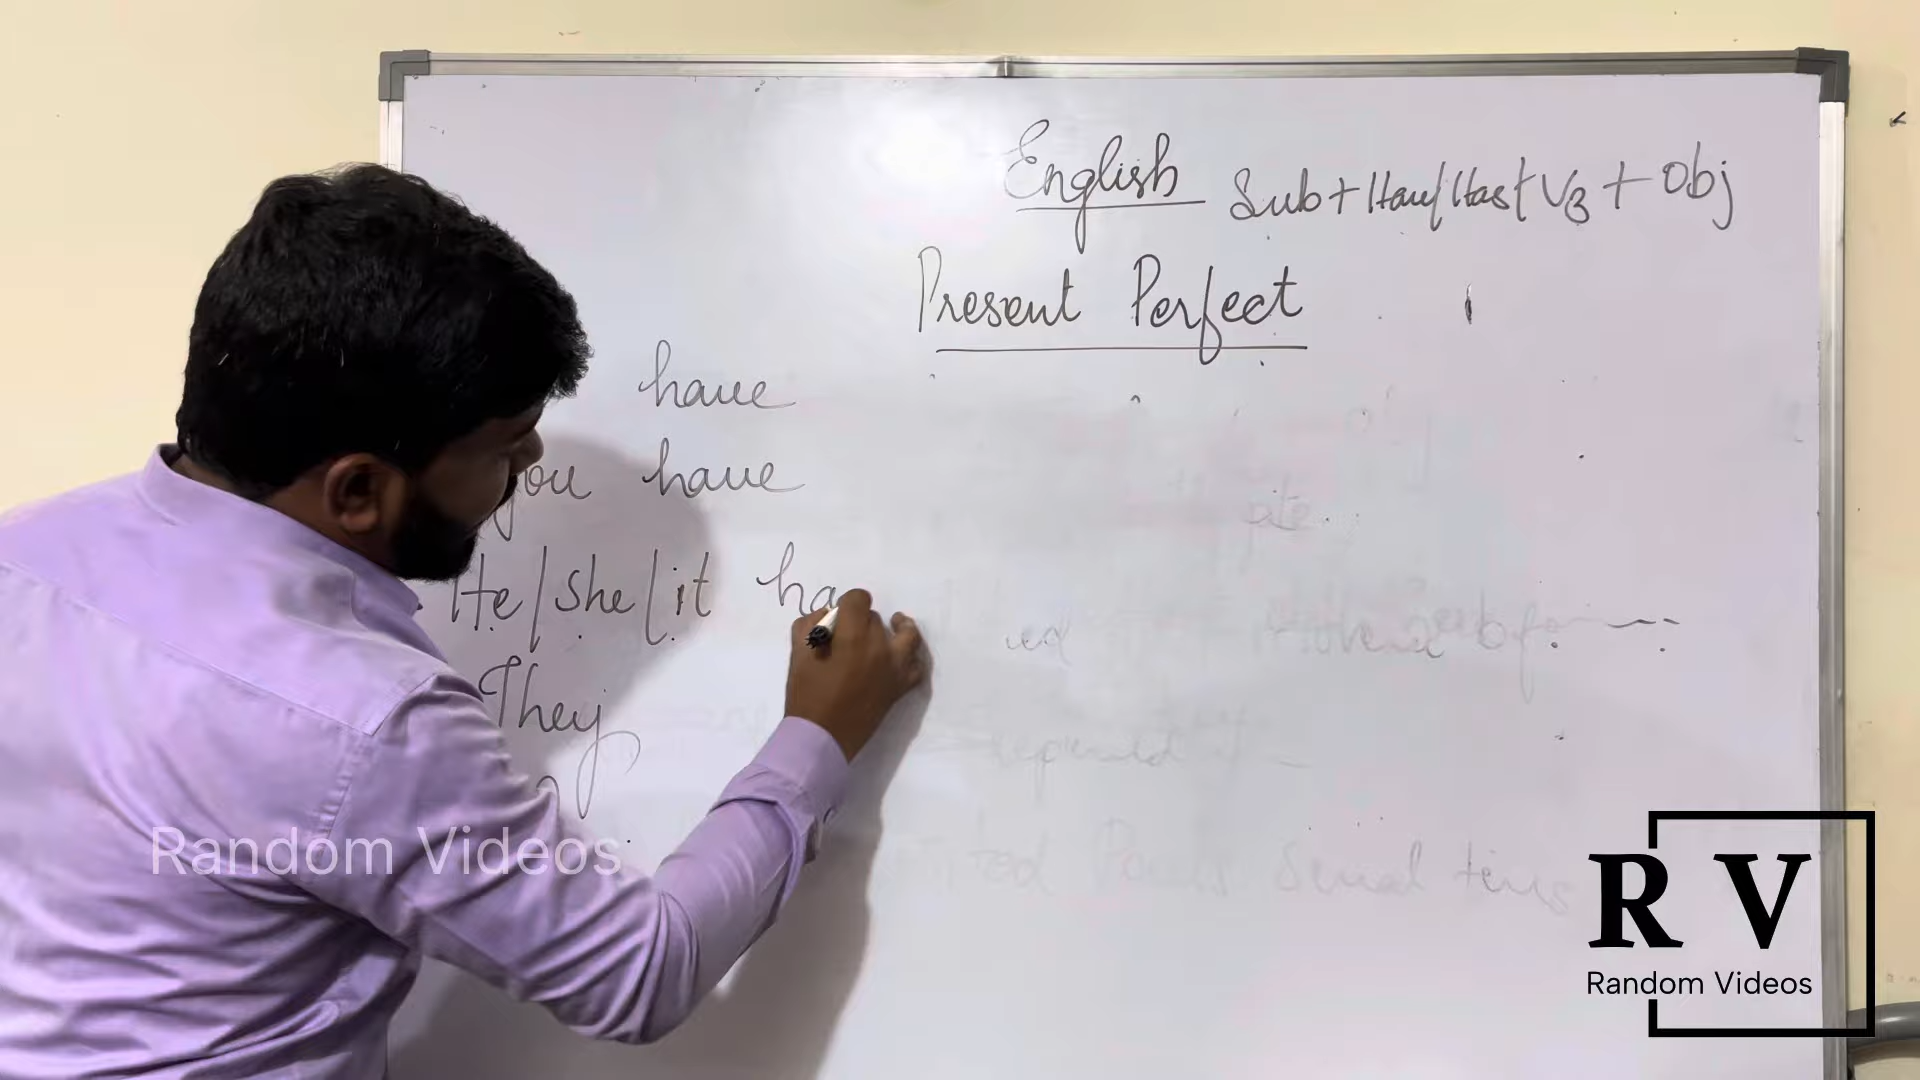 English Sub + Have/Has + V3 + Obj
Present Perfect
have
you have
He/She/it ha
They
Random Videos
RV
Random Videos